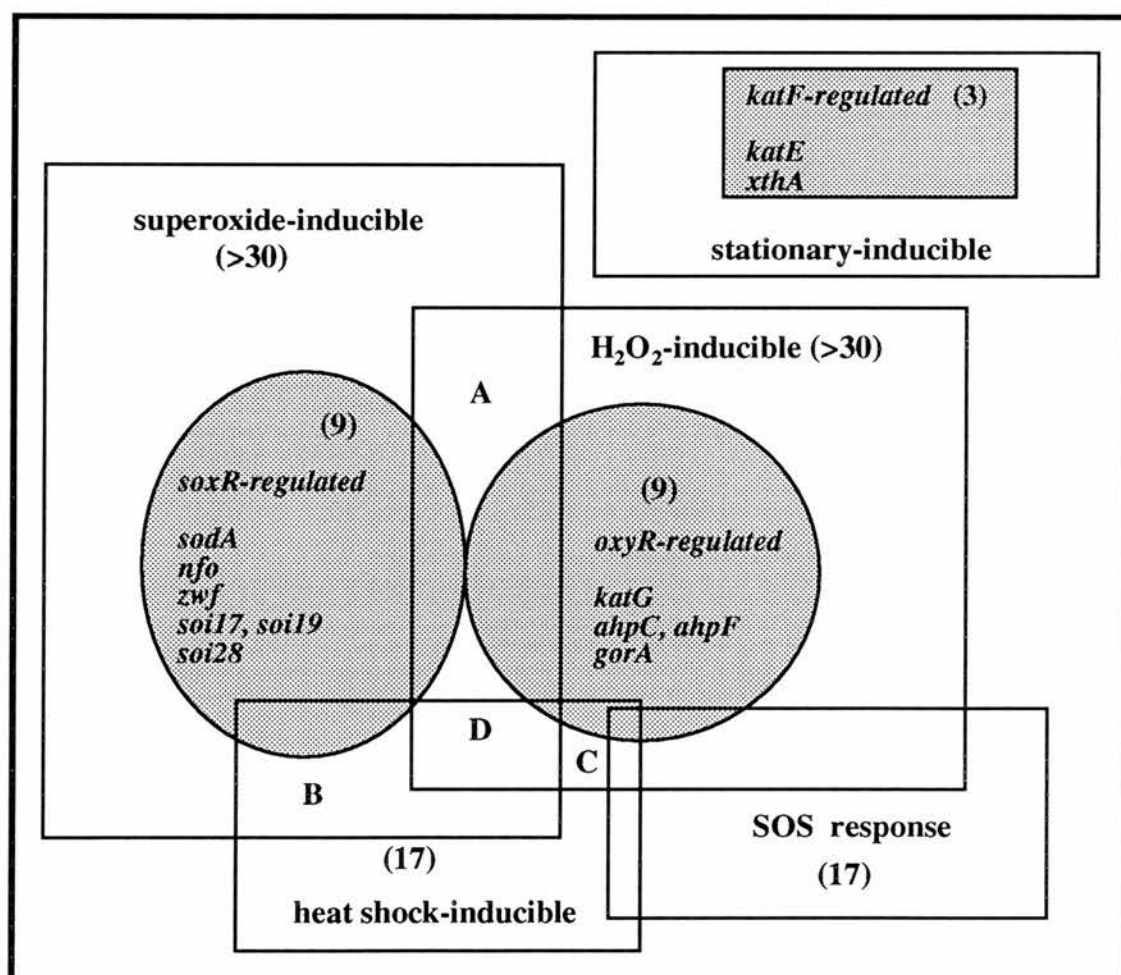 katF-regulated (3)
katE
xthA
stationary-inducible
superoxide-inducible
(>30)
H₂O₂-inducible (>30)
A
(9)
soxR-regulated
sodA
nfo
zwf
soi17, soi19
soi28
(9)
oxyR-regulated
katG
ahpC, ahpF
gorA
D
C
B
SOS response
(17)
(17)
heat shock-inducible